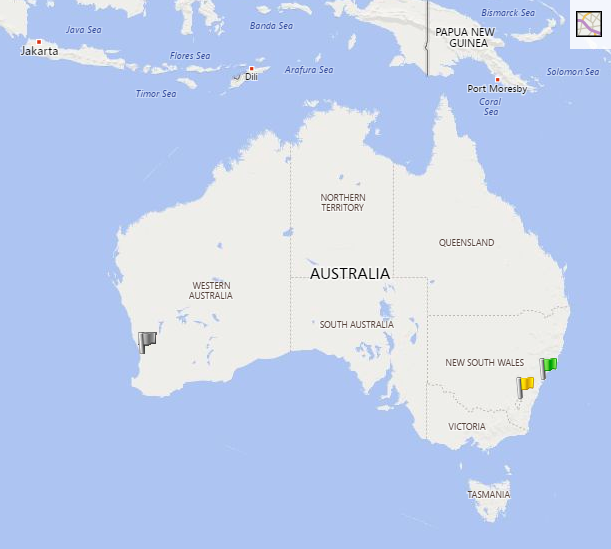 Bismarck Sea
Java Sea
Banda Sea
PAPUA NEW
GUINEA
Jakarta
Flores Sea
Arafura Sea
Dili
Solomon Sea
Timor Sea
Port Moresby
Coral
Sea
NORTHERN
TERRITORY
QUEENSLAND
AUSTRALIA
WESTERN
AUSTRALIA
SOUTH AUSTRALIA
NEW SOUTH WALES
VICTORIA
TASMANIA